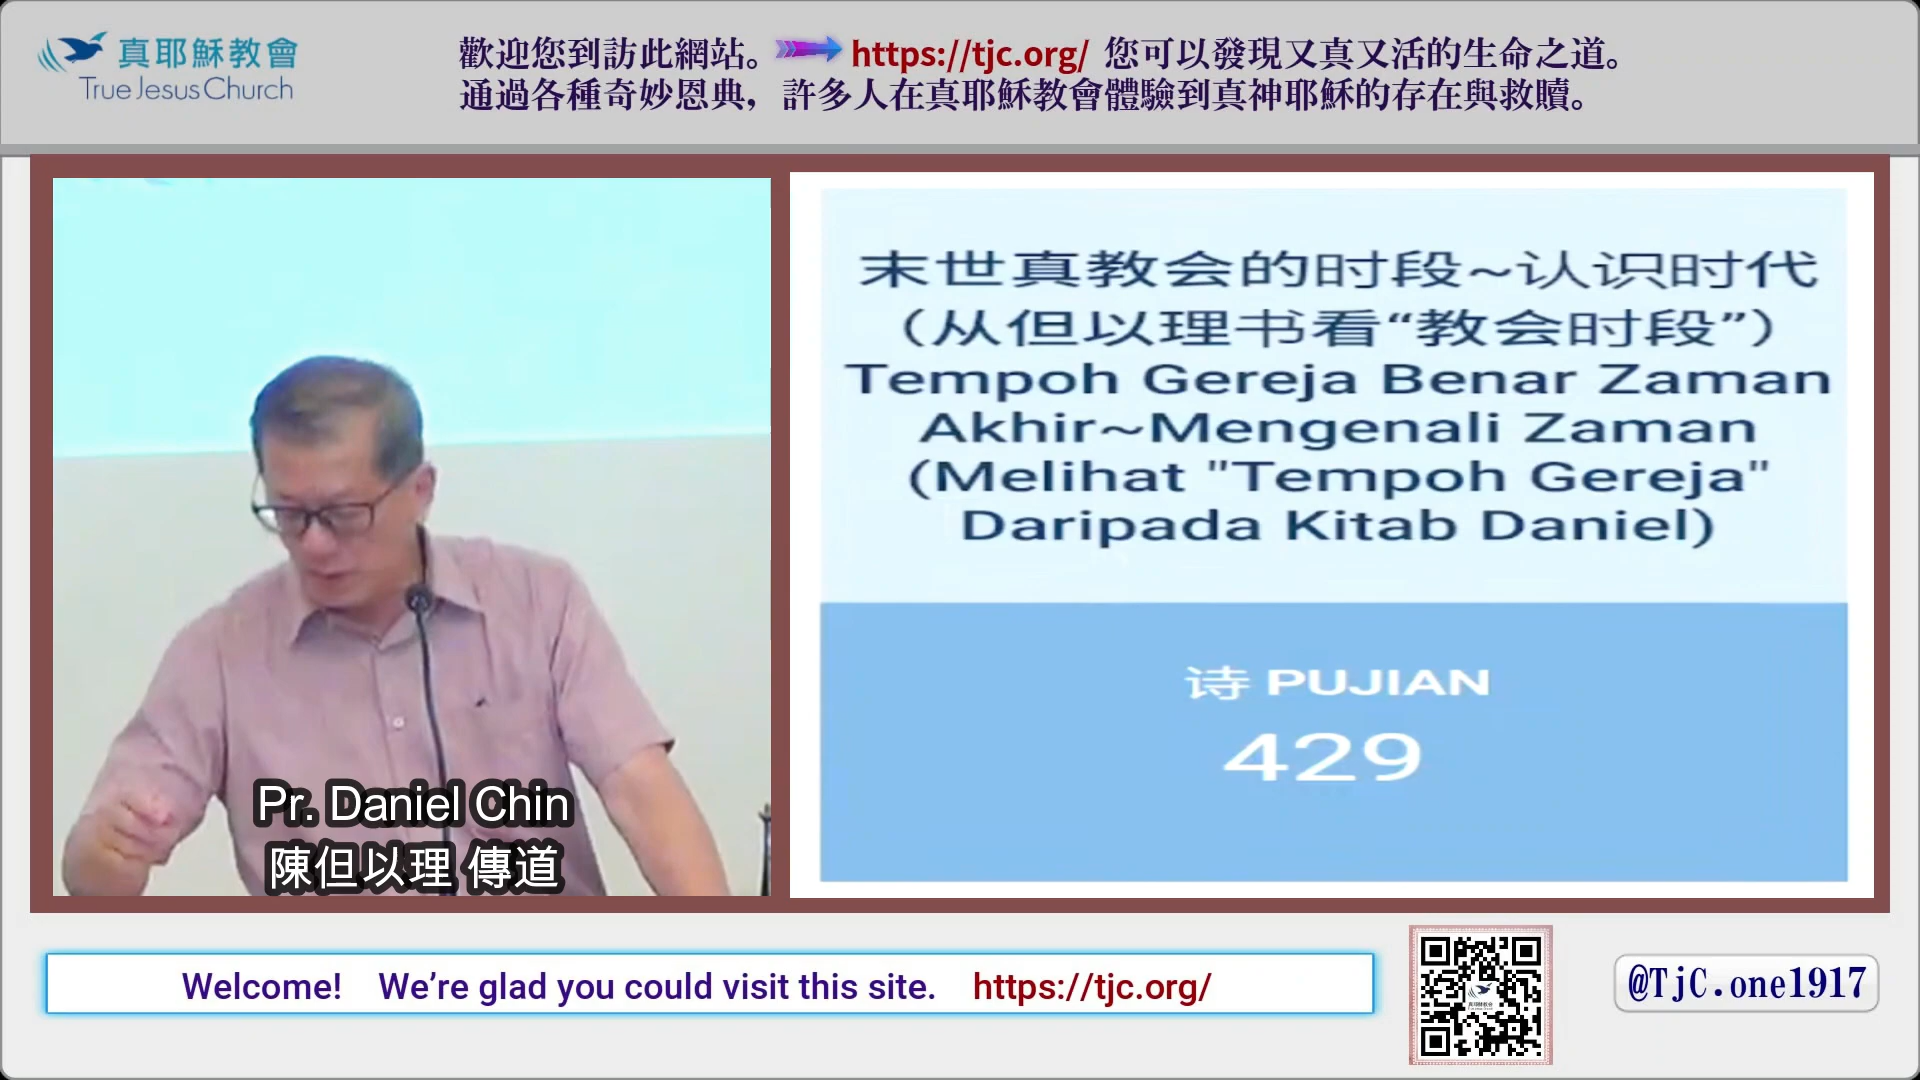 真耶穌教會
True Jesus Church
歡迎您到訪此網站。 https://tjc.org/ 您可以發現又真又活的生命之道。
通過各種奇妙恩典，許多人在真耶穌教會體驗到真神耶穌的存在與救贖。
末世真教会的时段~认识时代
（从但以理书看“教会时段”）
Tempoh Gereja Benar Zaman
Akhir~Mengenali Zaman
(Melihat "Tempoh Gereja"
Daripada Kitab Daniel)
诗 PUJIAN
429
Pr. Daniel Chin
陳但以理 傳道
Welcome! We’re glad you could visit this site. https://tjc.org/
@TjC.one1917